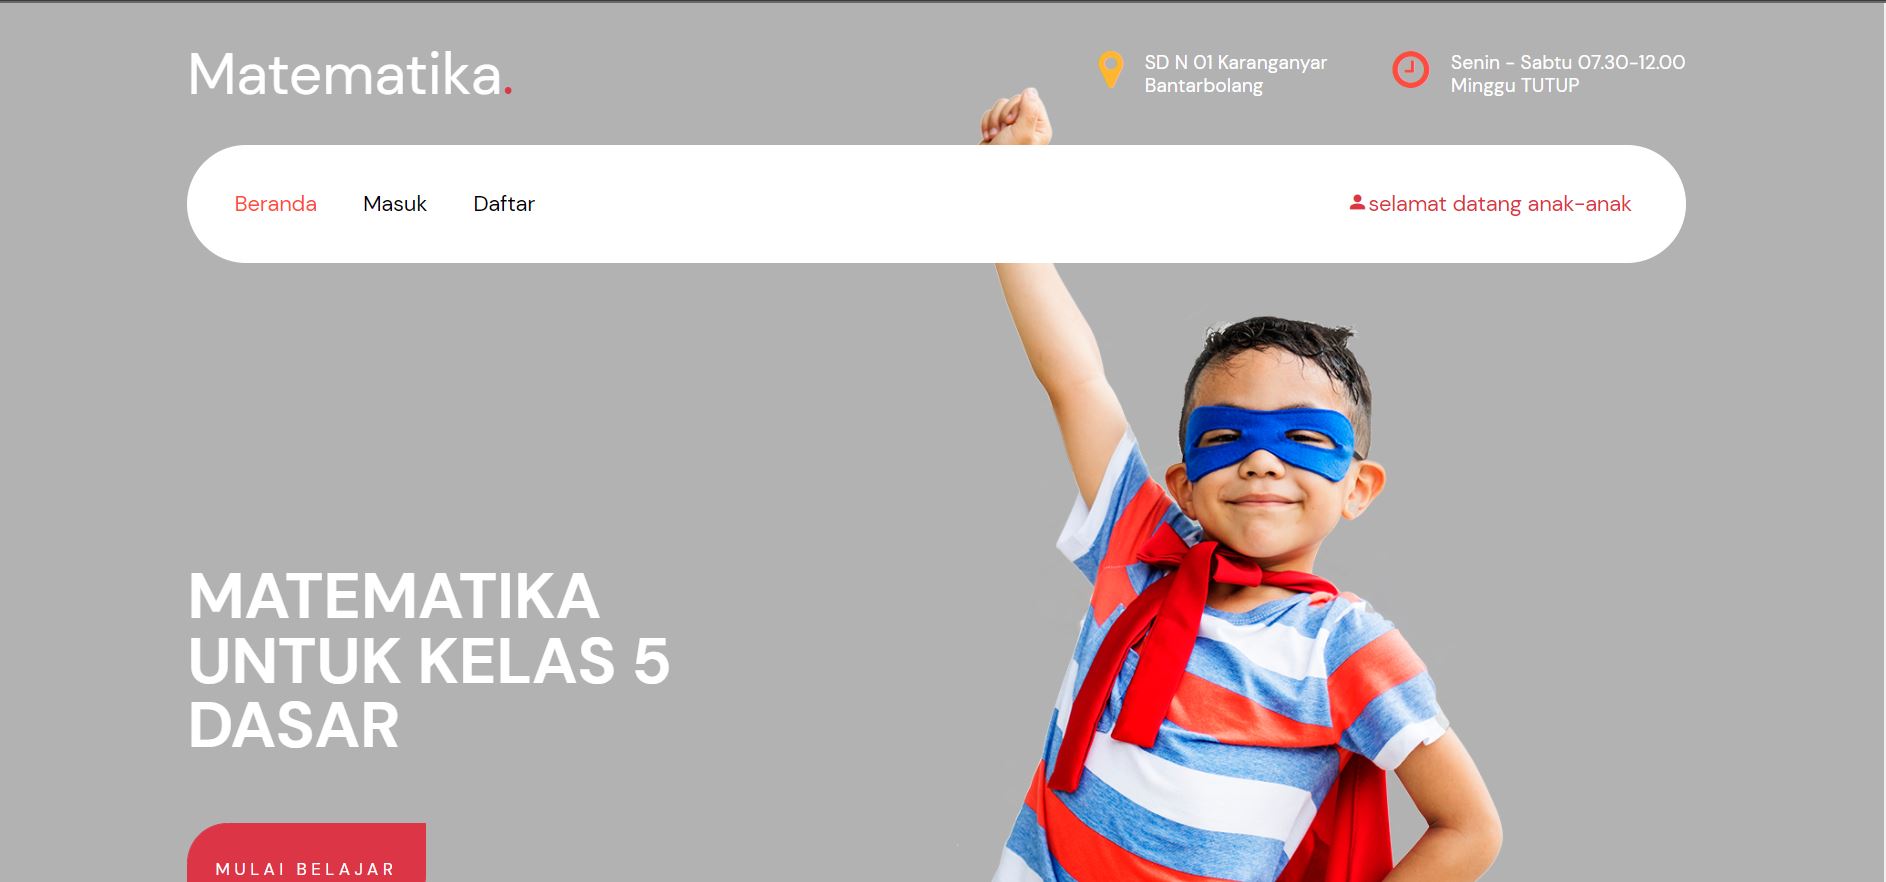 Matematika.
SD N 01 Karanganyar
Bantarbolang
Senin - Sabtu 07.30-12.00
Minggu TUTUP
Beranda
Masuk
Daftar
selamat datang anak-anak
MATEMATIKA
UNTUK KELAS 5
DASAR
MULAI BELAJAR